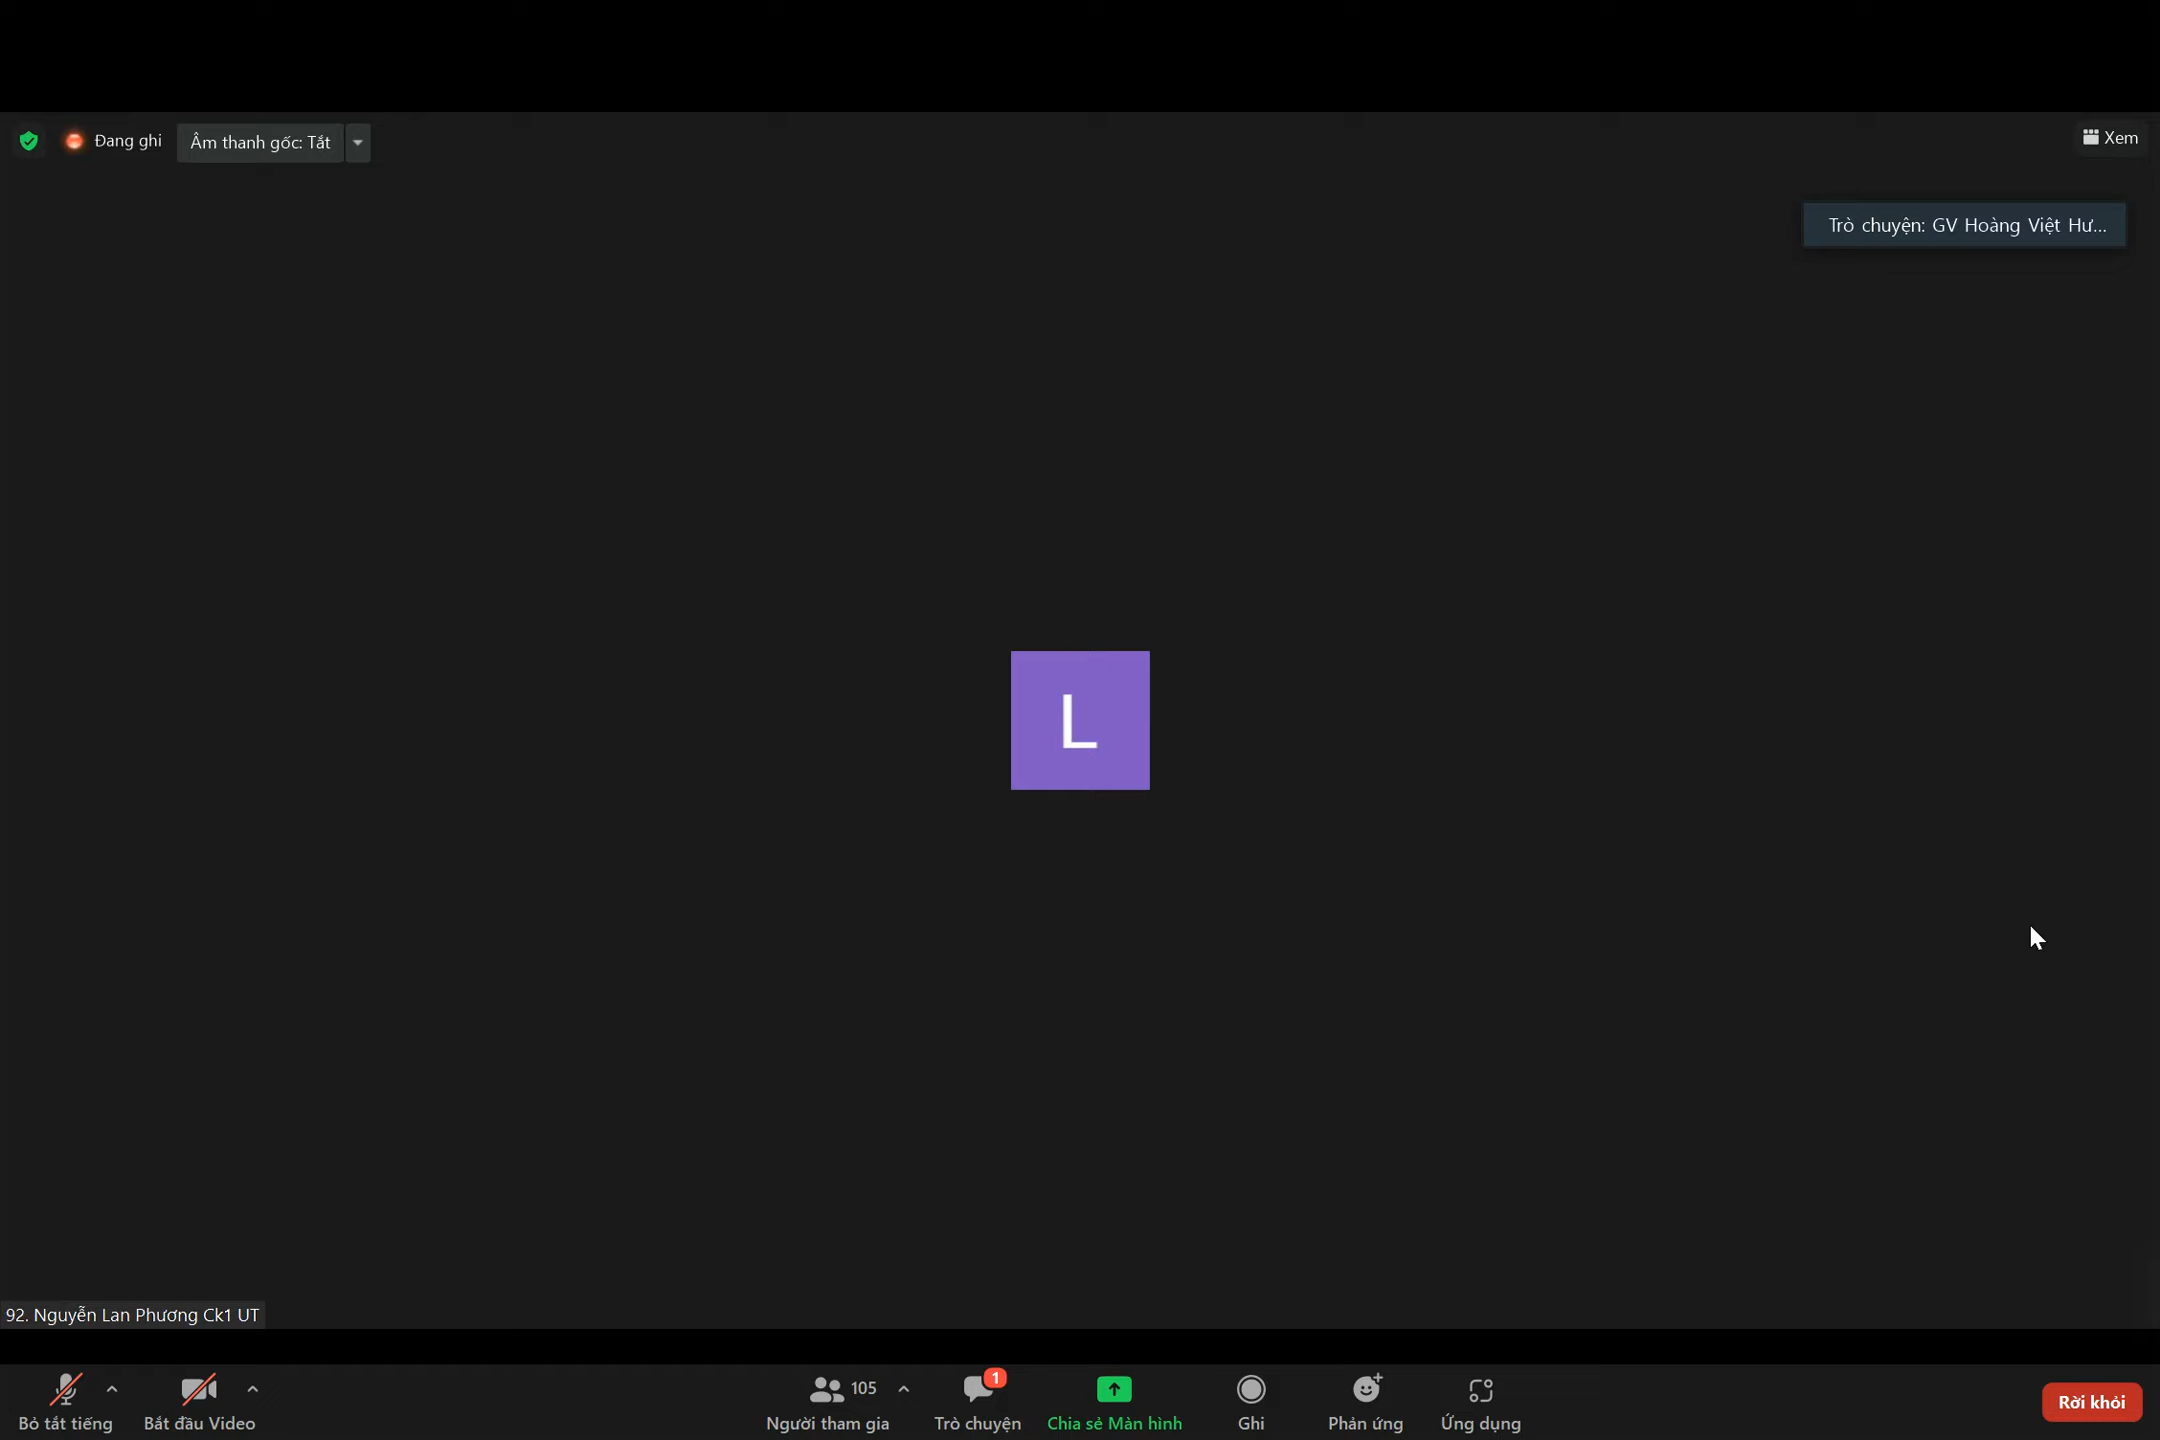 Đang ghi
Âm thanh gốc: Tắt
Xem
Trò chuyện: GV Hoàng Việt Hư...
L
92. Nguyễn Lan Phương Ck1 UT
Bỏ tắt tiếng
Bắt đầu Video
105
Người tham gia
1
Trò chuyện
Chia sẻ Màn hình
Ghi
Phản ứng
Ứng dụng
Rời khỏi